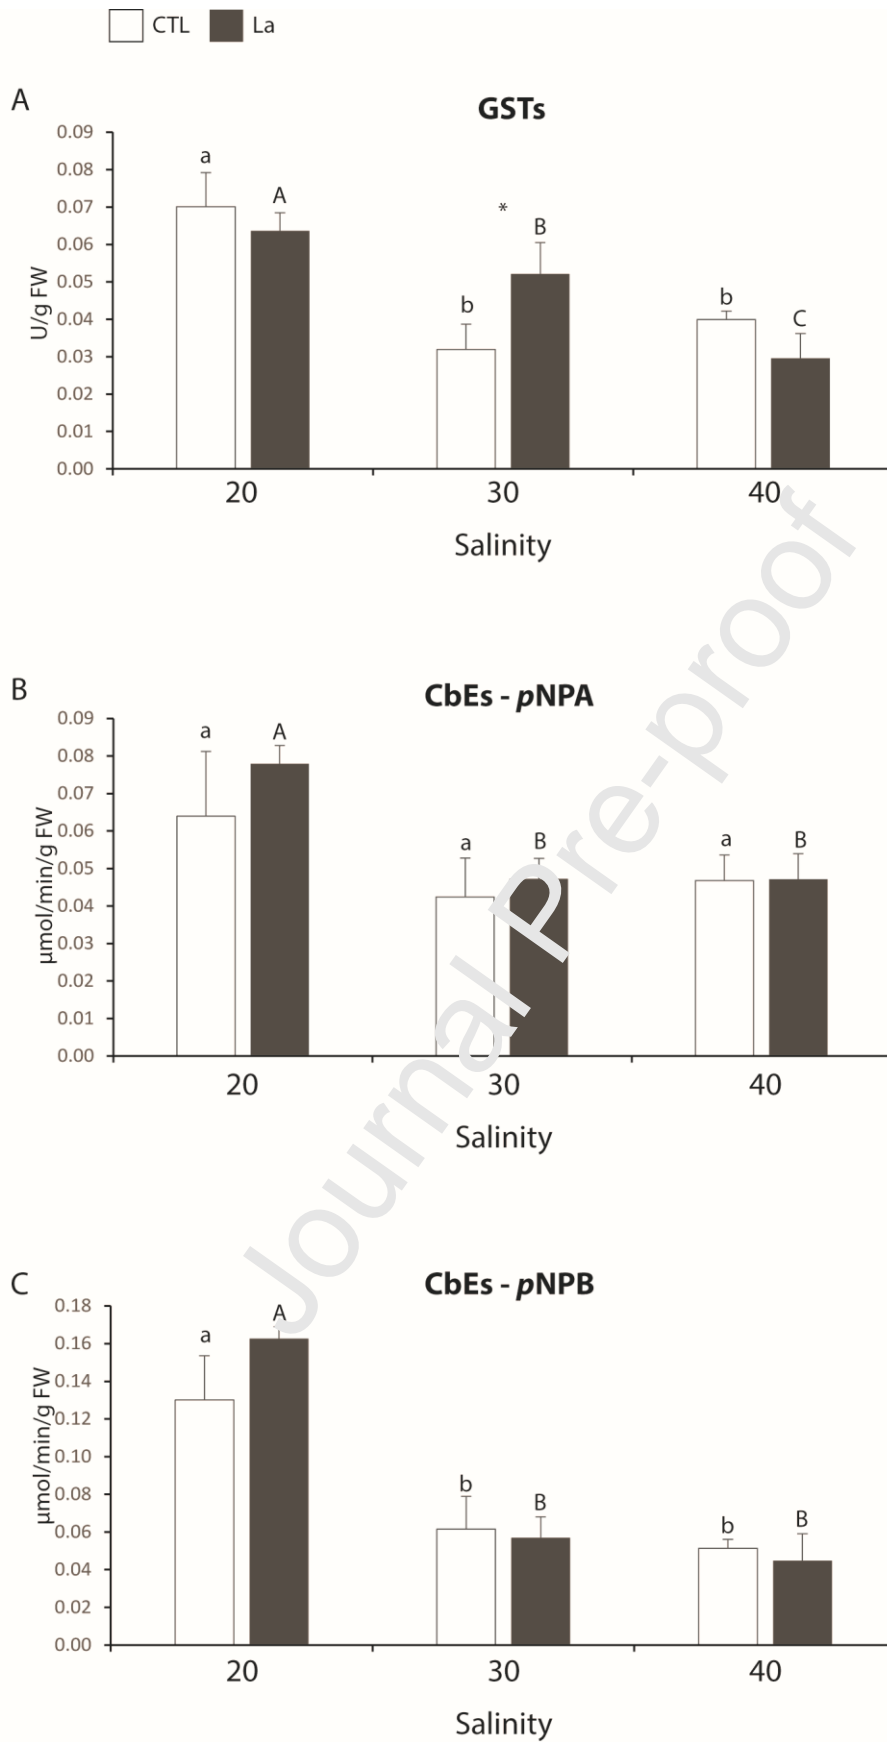 CTL La
A
GSTs
0.09
0.08
0.07
0.06
0.05
0.04
0.03
0.02
0.01
0.00
U/g FW
a A
* b B
b C
20 30 40
Salinity
B
CbEs - pNPA
0.09
0.08
0.07
0.06
0.05
0.04
0.03
0.02
0.01
0.00
µmol/min/g FW
a A
a B
a B
20 30 40
Salinity
C
CbEs - pNPB
0.18
0.16
0.14
0.12
0.10
0.08
0.06
0.04
0.02
0.00
µmol/min/g FW
a A
b B
b B
20 30 40
Salinity
Journal Pre-proof